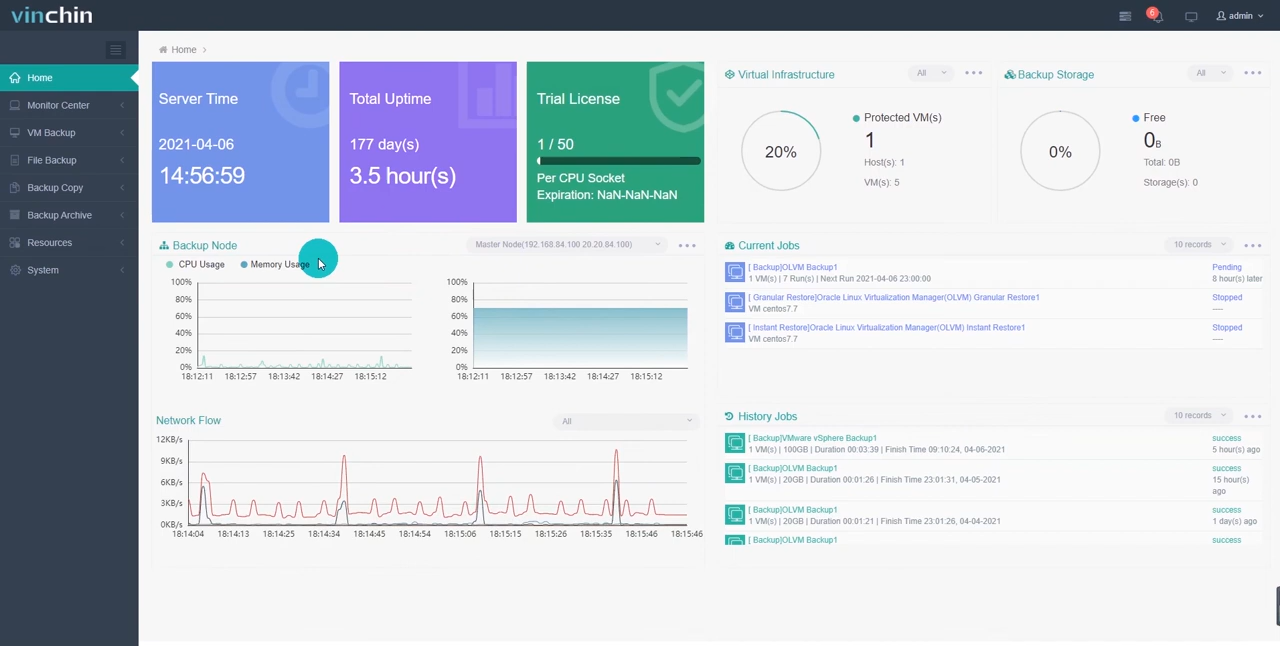 vinchin
6
admin
Home
Monitor Center
VM Backup
File Backup
Backup Copy
Backup Archive
Resources
System
Home
Server Time
2021-04-06
14:56:59
Total Uptime
177 day(s)
3.5 hour(s)
Trial License
1 / 50
Per CPU Socket
Expiration: NaN-NaN-NaN
Virtual Infrastructure
All
20%
Protected VM(s)
1
Host(s): 1
VM(s): 5
Backup Storage
All
0%
Free
0B
Total: 0B
Storage(s): 0
Backup Node
Master Node(192.168.84.100 20.20.84.100)
CPU Usage
Memory Usage
100%
80%
60%
40%
20%
0%
18:12:11 18:12:57 18:13:42 18:14:27 18:15:12
100%
80%
60%
40%
20%
0%
18:12:11 18:12:57 18:13:42 18:14:27 18:15:12
Network Flow
All
12KB/s
9KB/s
6KB/s
3KB/s
0KB/s
18:14:04 18:14:13 18:14:25 18:14:34 18:14:45 18:14:54 18:15:06 18:15:15 18:15:26 18:15:35 18:15:46 18:15:46
Current Jobs
10 records
[ Backup]OLVM Backup1
Pending
1 VM(s) | 7 Run(s) | Next Run 2021-04-06 23:00:00
8 hour(s) later
[ Granular Restore]Oracle Linux Virtualization Manager(OLVM) Granular Restore1
Stopped
VM centos7.7
----
[ Instant Restore]Oracle Linux Virtualization Manager(OLVM) Instant Restore1
Stopped
VM centos7.7
----
History Jobs
10 records
[ Backup]VMware vSphere Backup1
success
1 VM(s) | 100GB | Duration 00:03:39 | Finish Time 09:10:24, 04-06-2021
5 hour(s) ago
[ Backup]OLVM Backup1
success
1 VM(s) | 20GB | Duration 00:01:26 | Finish Time 23:01:31, 04-05-2021
15 hour(s)
ago
[ Backup]OLVM Backup1
success
1 VM(s) | 20GB | Duration 00:01:21 | Finish Time 23:01:26, 04-04-2021
1 day(s) ago
[ Backup]OLVM Backup1
success